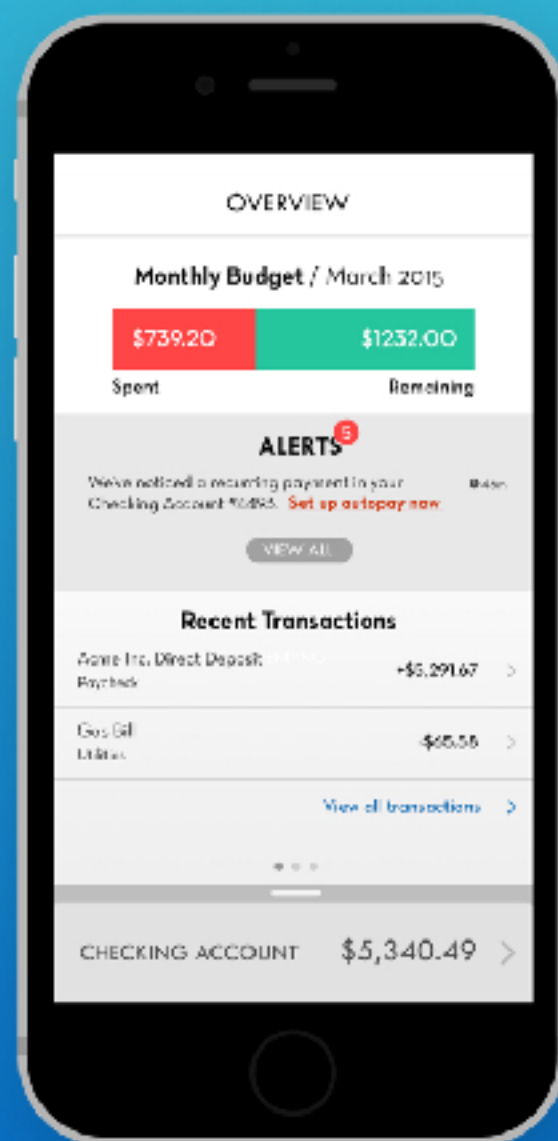 OVERVIEW
Monthly Budget / March 2015
$739.20 $1232.00
Spent Remaining
ALERTS 5
We've noticed a recurring payment in your
Checking Account Set up autopay now
VIEW ALL
Recent Transactions
Acme Inc. Direct Deposit
Paycheck
+$5,291.67
Gas Bill
Utilities
-$65.58
View all transactions
CHECKING ACCOUNT $5,340.49